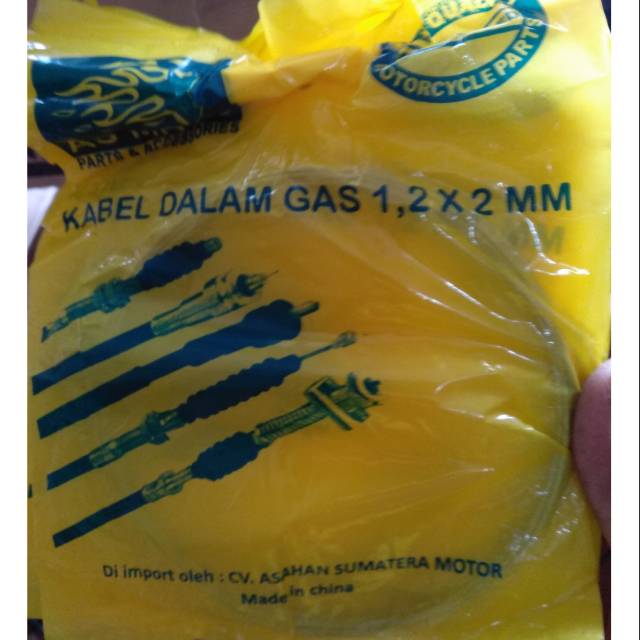 MOTORCYCLE PARTS
PARTS & ACCESSORIES
KABEL DALAM GAS 1,2 X 2 MM
Di import oleh : CV. ASAHAN SUMATERA MOTOR
Made in china